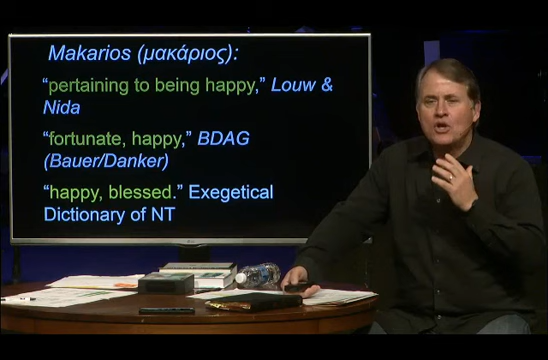 Makarios (μακάριος):
“pertaining to being happy,” Louw &
Nida
“fortunate, happy,” BDAG
(Bauer/Danker)
“happy, blessed.” Exegetical
Dictionary of NT